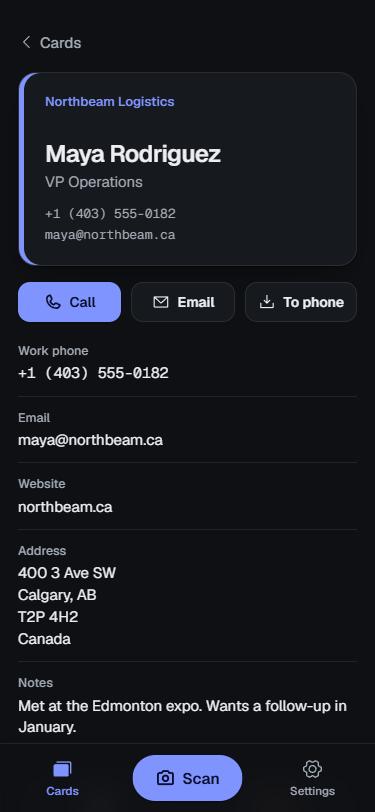 Cards
Northbeam Logistics
Maya Rodriguez
VP Operations
+1 (403) 555-0182
maya@northbeam.ca
Call
Email
To phone
Work phone
+1 (403) 555-0182
Email
maya@northbeam.ca
Website
northbeam.ca
Address
400 3 Ave SW
Calgary, AB
T2P 4H2
Canada
Notes
Met at the Edmonton expo. Wants a follow-up in
January.
Cards
Scan
Settings